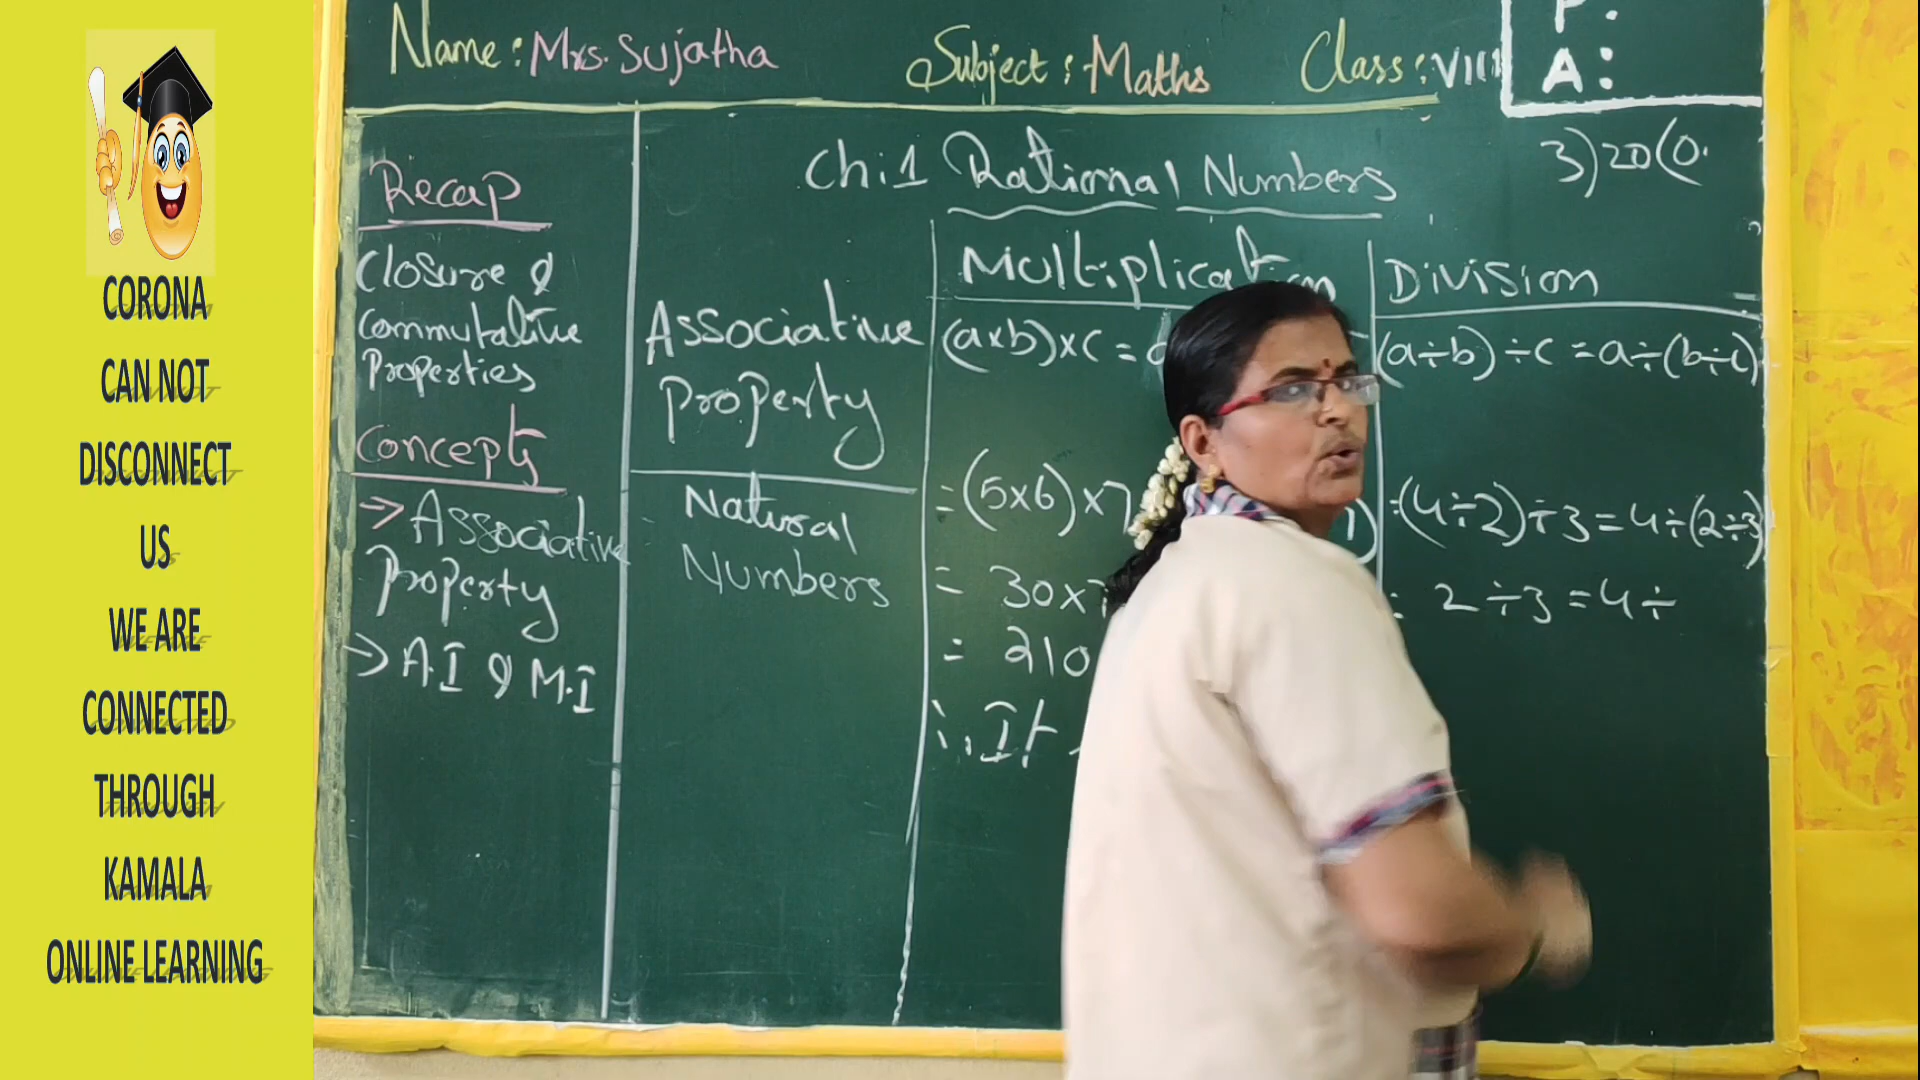 CORONA
CAN NOT
DISCONNECT
US
WE ARE
CONNECTED
THROUGH
KAMALA
ONLINE LEARNING
Name: Mrs. Sujatha Subject: Maths Class: VIII
P:
A:
Recap
Closure &
Commutative
Properties
Concepts
→ Associative
Property
→ A.I & M.I
Ch:1 Rational Numbers
3)20(0.
Associative
Property
Natural
Numbers
Multiplication
(a×b)×c =
=(5×6)×7
= 30×7
= 210
∴ It
Division
(a÷b)÷c = a÷(b÷c)
(4÷2)÷3=4÷(2÷3)
2÷3=4÷